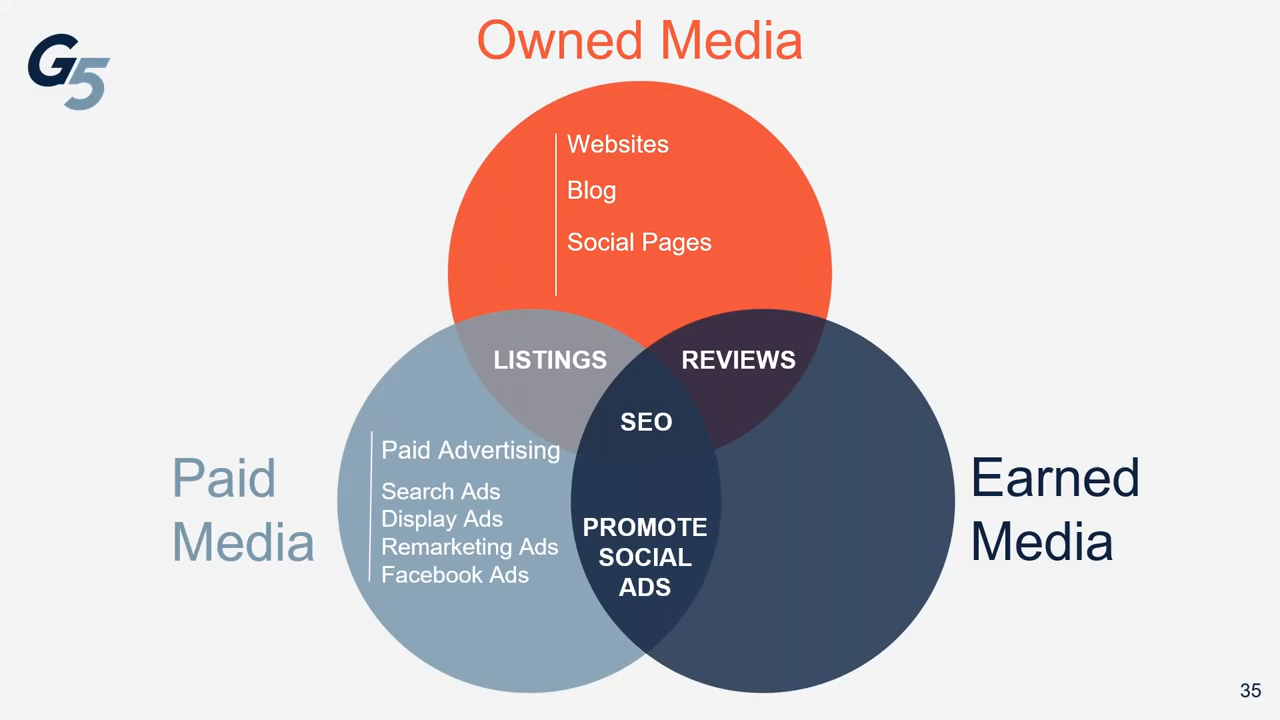 G5
Owned Media
Websites
Blog
Social Pages
LISTINGS
REVIEWS
SEO
Paid Advertising
Search Ads
Display Ads
Remarketing Ads
Facebook Ads
PROMOTE
SOCIAL
ADS
Paid
Media
Earned
Media
35